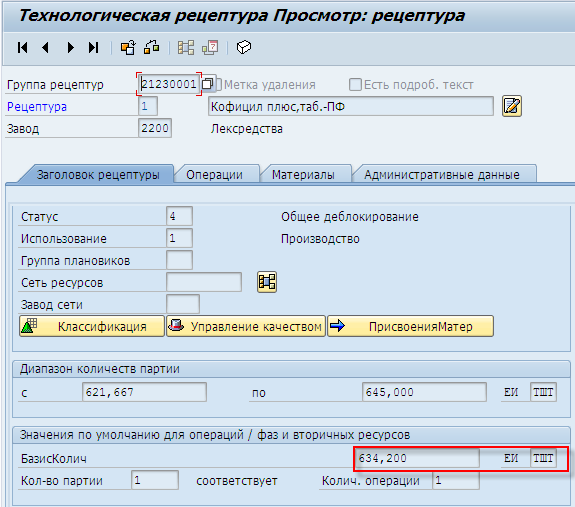 Технологическая рецептура Просмотр: рецептура
Группа рецептур 21230001 Метка удаления Есть подроб. текст
Рецептура 1 Кофицил плюс,таб.-ПФ
Завод 2200 Лексредства
Заголовок рецептуры Операции Материалы Административные данные
Статус 4 Общее деблокирование
Использование 1 Производство
Группа плановиков
Сеть ресурсов
Завод сети
Классификация Управление качеством ПрисвоенияМатер
Диапазон количеств партии
с 621,667 по 645,000 ЕИ ТШТ
Значения по умолчанию для операций / фаз и вторичных ресурсов
БазисКолич 634,200 ЕИ ТШТ
Кол-во партии 1 соответствует Колич. операции 1